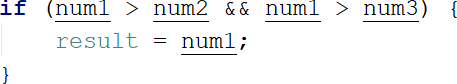 if (num1 > num2 && num1 > num3) {
    result = num1;
}